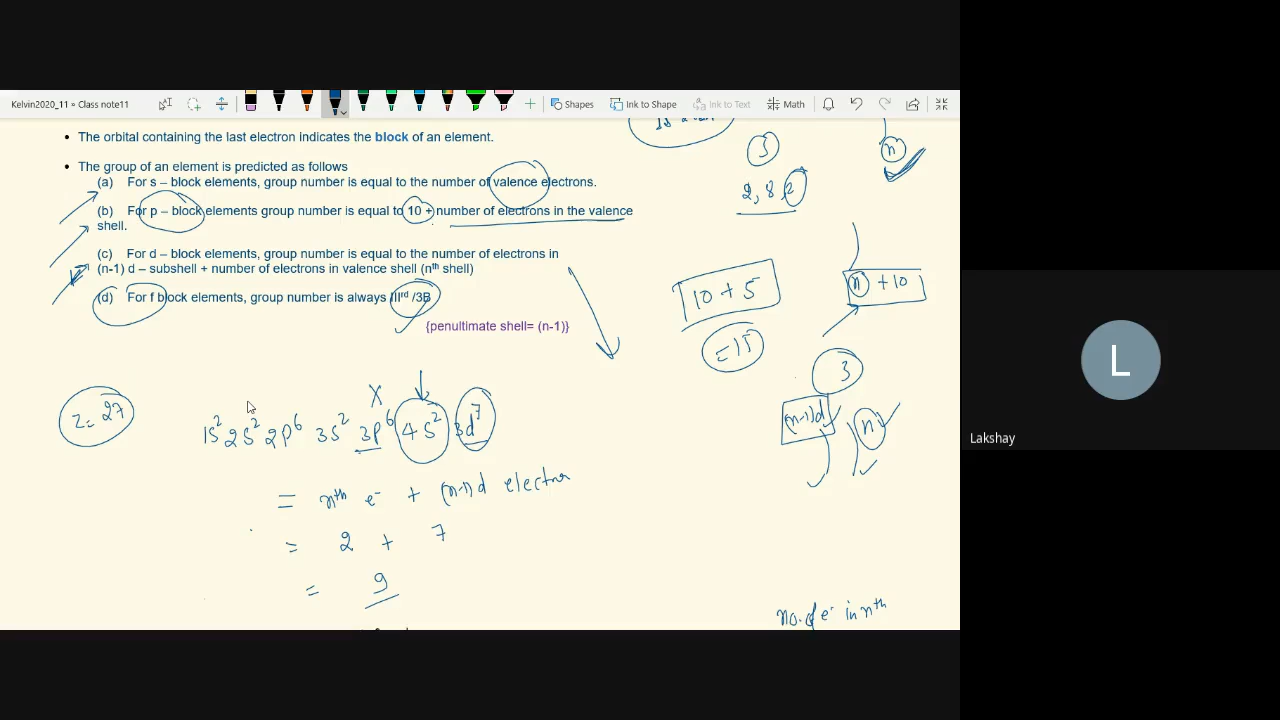 Kelvin2020_11 » Class note11
Shapes
Ink to Shape
Ink to Text
Math
• The orbital containing the last electron indicates the block of an element.
• The group of an element is predicted as follows
(a) For s – block elements, group number is equal to the number of valence electrons.
(b) For p – block elements group number is equal to 10 + number of electrons in the valence
shell.
(c) For d – block elements, group number is equal to the number of electrons in
(n-1) d – subshell + number of electrons in valence shell (nth shell)
(d) For f block elements, group number is always IIIrd /3B
{penultimate shell= (n-1)}
3
2, 8, 2
n
10 + 5
= 15
n + 10
3
(n-1)d
n
Z = 27
X
1s² 2s² 2p⁶ 3s² 3p⁶ 4s² 3d⁷
= nth e⁻ + (n-1) d electron
= 2 + 7
= 9
no. of e⁻ in nth
L
Lakshay